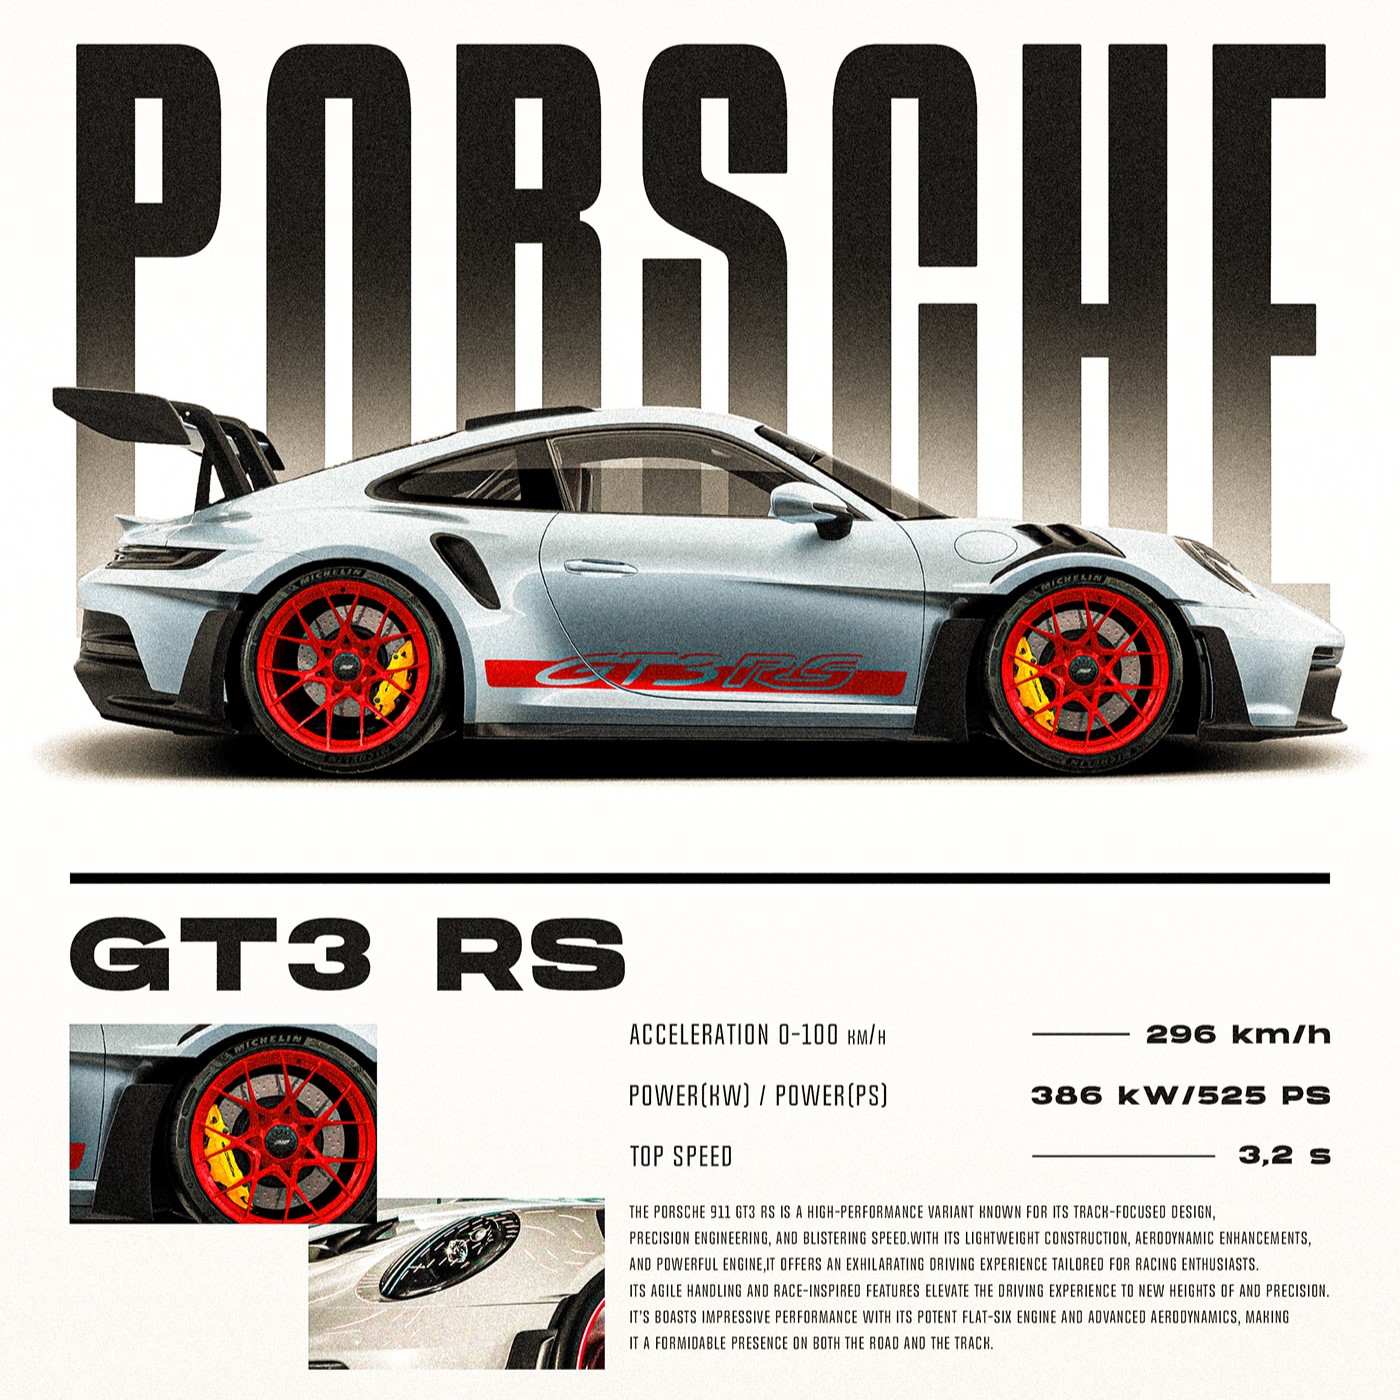 PORSCHE
MICHELIN
MICHELIN
GT3 RS
MICHELIN
GT3 RS
MICHELIN
ACCELERATION 0-100 KM/H 296 km/h
POWER(KW) / POWER(PS) 386 kW/525 PS
TOP SPEED 3,2 s
THE PORSCHE 911 GT3 RS IS A HIGH-PERFORMANCE VARIANT KNOWN FOR ITS TRACK-FOCUSED DESIGN,
PRECISION ENGINEERING, AND BLISTERING SPEED.WITH ITS LIGHTWEIGHT CONSTRUCTION, AERODYNAMIC ENHANCEMENTS,
AND POWERFUL ENGINE,IT OFFERS AN EXHILARATING DRIVING EXPERIENCE TAILORED FOR RACING ENTHUSIASTS.
ITS AGILE HANDLING AND RACE-INSPIRED FEATURES ELEVATE THE DRIVING EXPERIENCE TO NEW HEIGHTS OF AND PRECISION.
IT'S BOASTS IMPRESSIVE PERFORMANCE WITH ITS POTENT FLAT-SIX ENGINE AND ADVANCED AERODYNAMICS, MAKING
IT A FORMIDABLE PRESENCE ON BOTH THE ROAD AND THE TRACK.